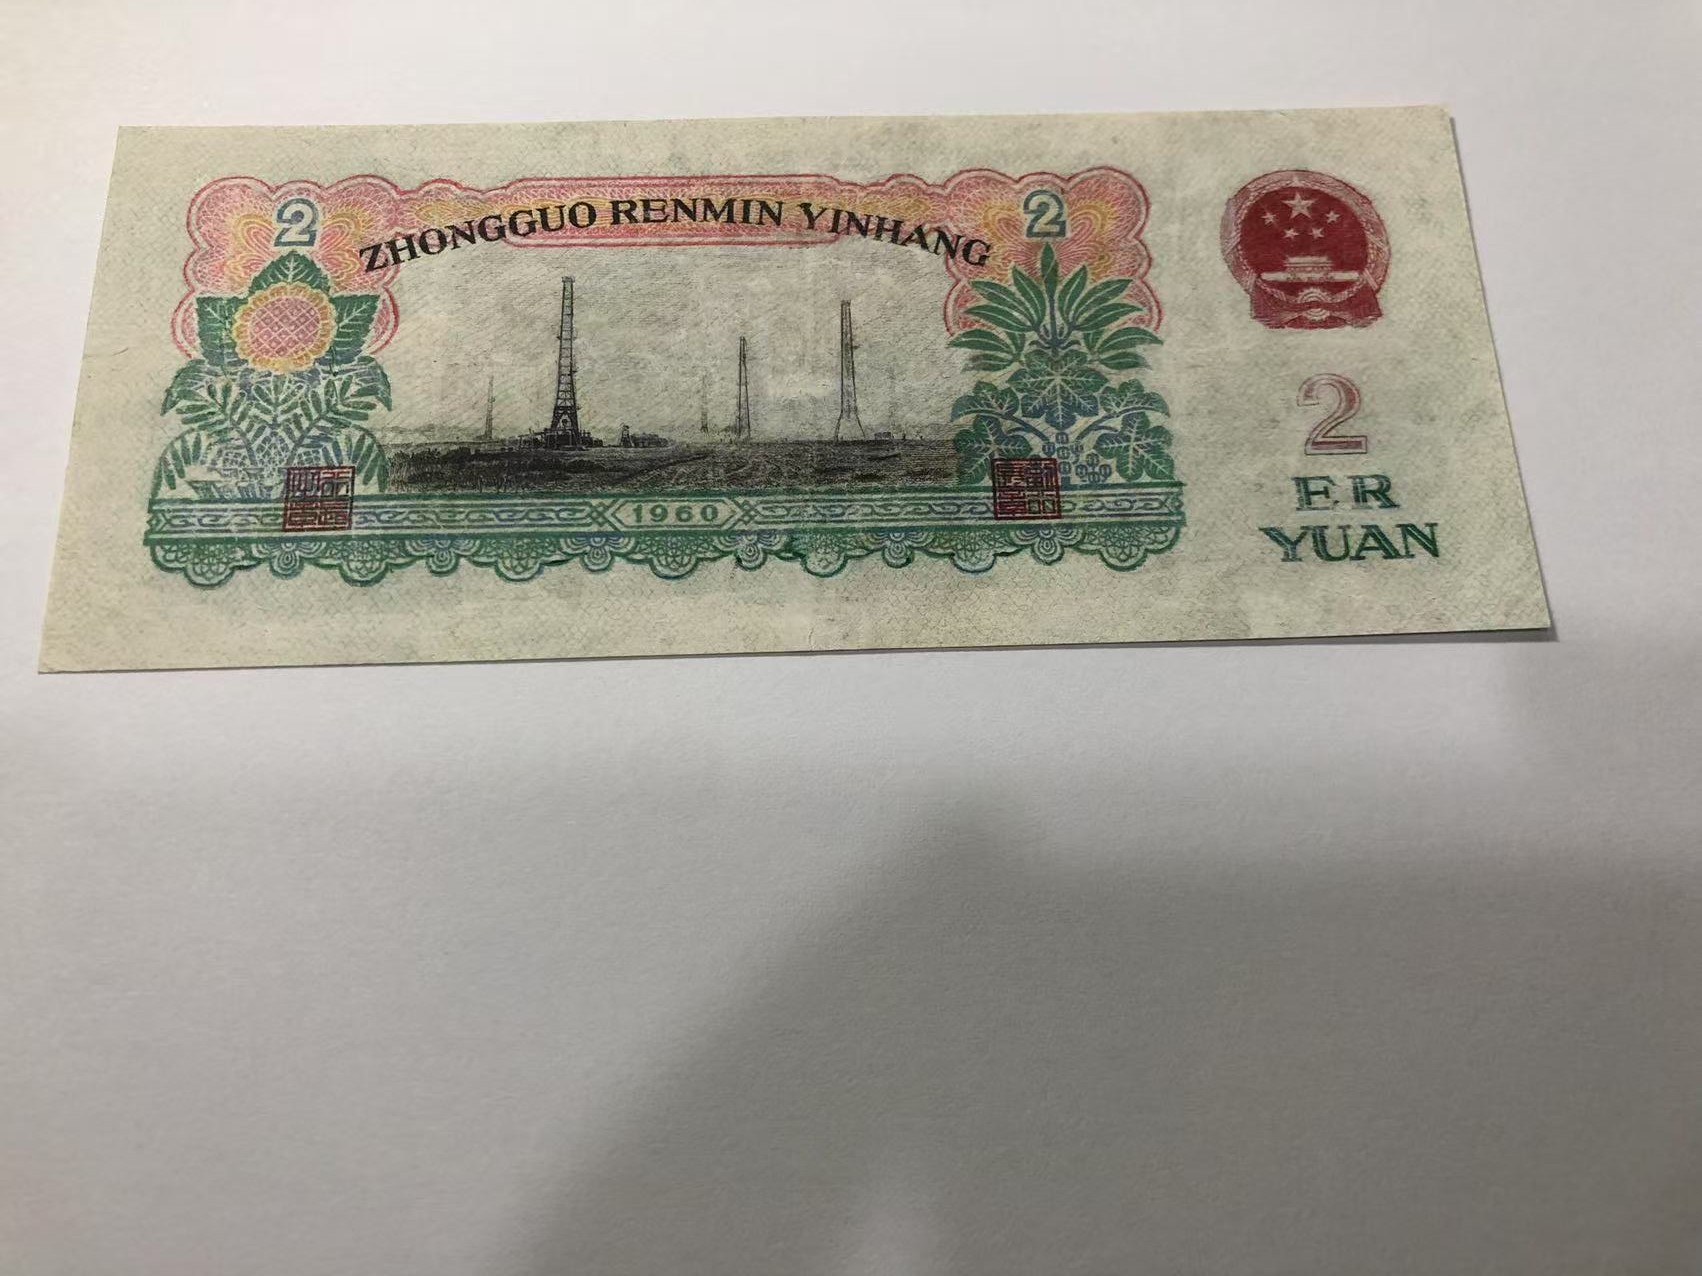 2
ZHONGGUO RENMIN YINHANG
2
1960
2
ER
YUAN